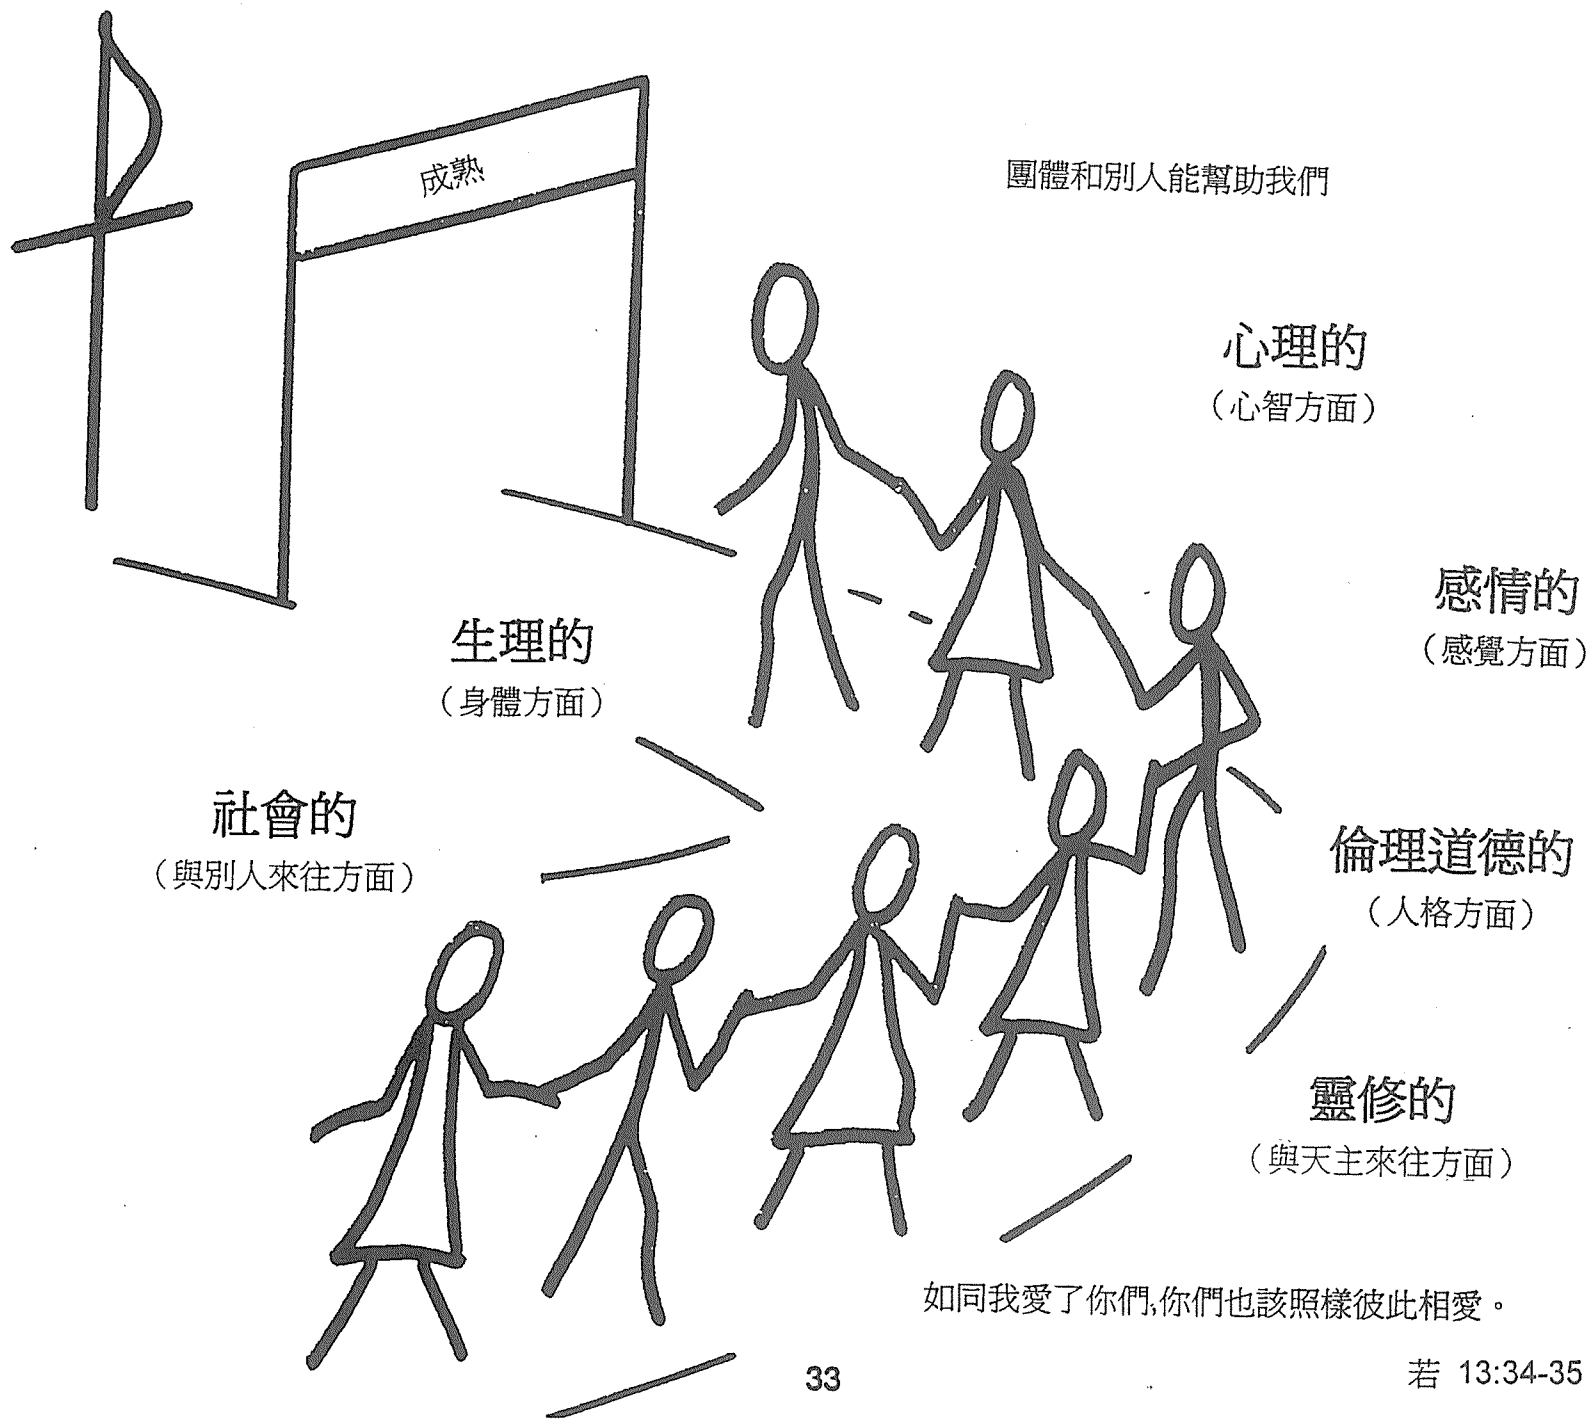 成熟
團體和別人能幫助我們
心理的
（心智方面）
感情的
（感覺方面）
生理的
（身體方面）
社會的
（與別人來往方面）
倫理道德的
（人格方面）
靈修的
（與天主來往方面）
如同我愛了你們,你們也該照樣彼此相愛。
33
若 13:34-35